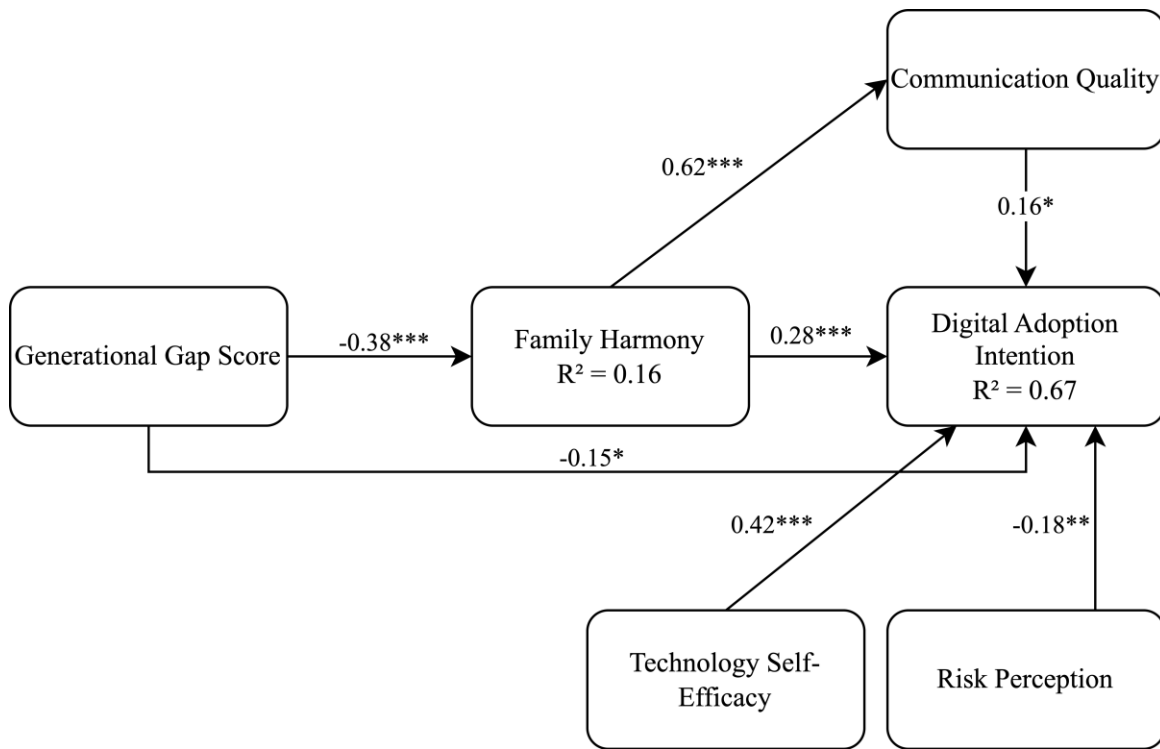 Communication Quality
0.62***
0.16*
Generational Gap Score
-0.38***
Family Harmony
R² = 0.16
0.28***
Digital Adoption
Intention
R² = 0.67
-0.15*
0.42***
-0.18**
Technology Self-
Efficacy
Risk Perception